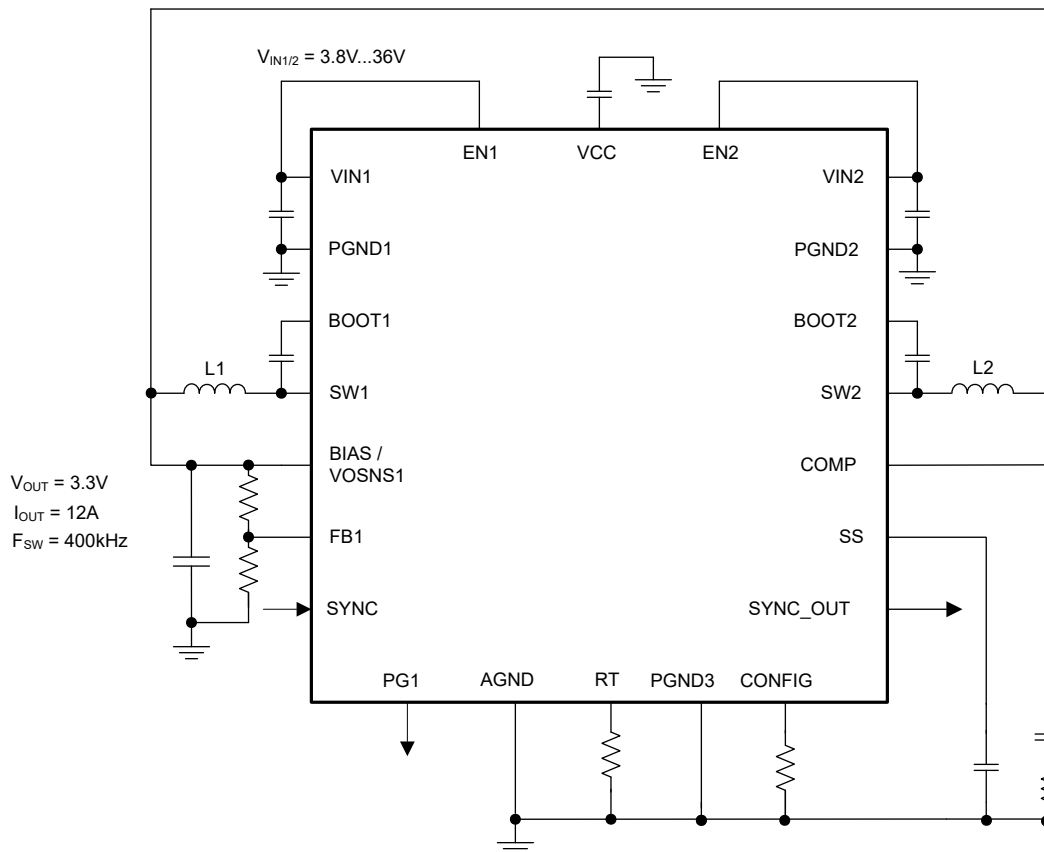 V_IN1/2 = 3.8V...36V
EN1
VCC
EN2
VIN1
VIN2
PGND1
PGND2
BOOT1
BOOT2
L1
L2
SW1
SW2
BIAS /
VOSNS1
COMP
V_OUT = 3.3V
I_OUT = 12A
F_SW = 400kHz
FB1
SS
SYNC
SYNC_OUT
PG1
AGND
RT
PGND3
CONFIG